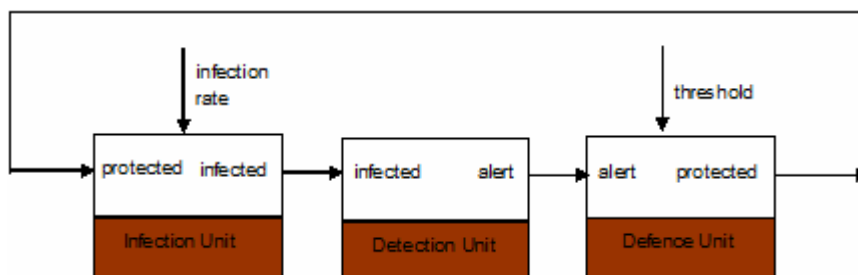 infection
rate
threshold
protected infected
infected alert
alert protected
Infection Unit
Detection Unit
Defence Unit